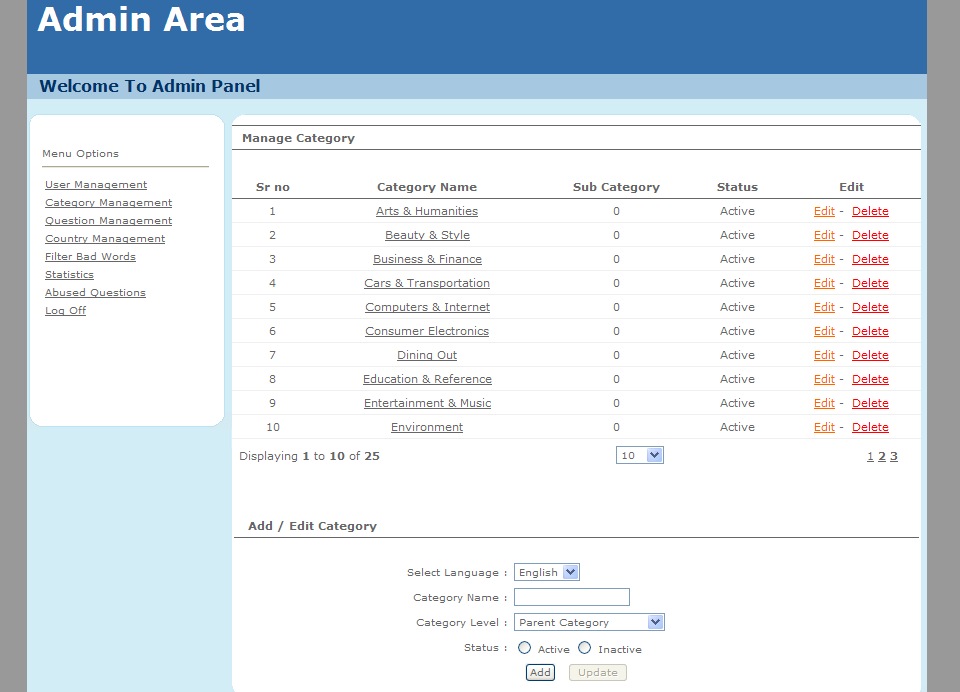 Admin Area
Welcome To Admin Panel
Menu Options
User Management
Category Management
Question Management
Country Management
Filter Bad Words
Statistics
Abused Questions
Log Off
Manage Category
Sr no Category Name Sub Category Status Edit
1 Arts & Humanities 0 Active Edit - Delete
2 Beauty & Style 0 Active Edit - Delete
3 Business & Finance 0 Active Edit - Delete
4 Cars & Transportation 0 Active Edit - Delete
5 Computers & Internet 0 Active Edit - Delete
6 Consumer Electronics 0 Active Edit - Delete
7 Dining Out 0 Active Edit - Delete
8 Education & Reference 0 Active Edit - Delete
9 Entertainment & Music 0 Active Edit - Delete
10 Environment 0 Active Edit - Delete
Displaying 1 to 10 of 25 10 1 2 3
Add / Edit Category
Select Language : English
Category Name :
Category Level : Parent Category
Status : Active Inactive
Add Update